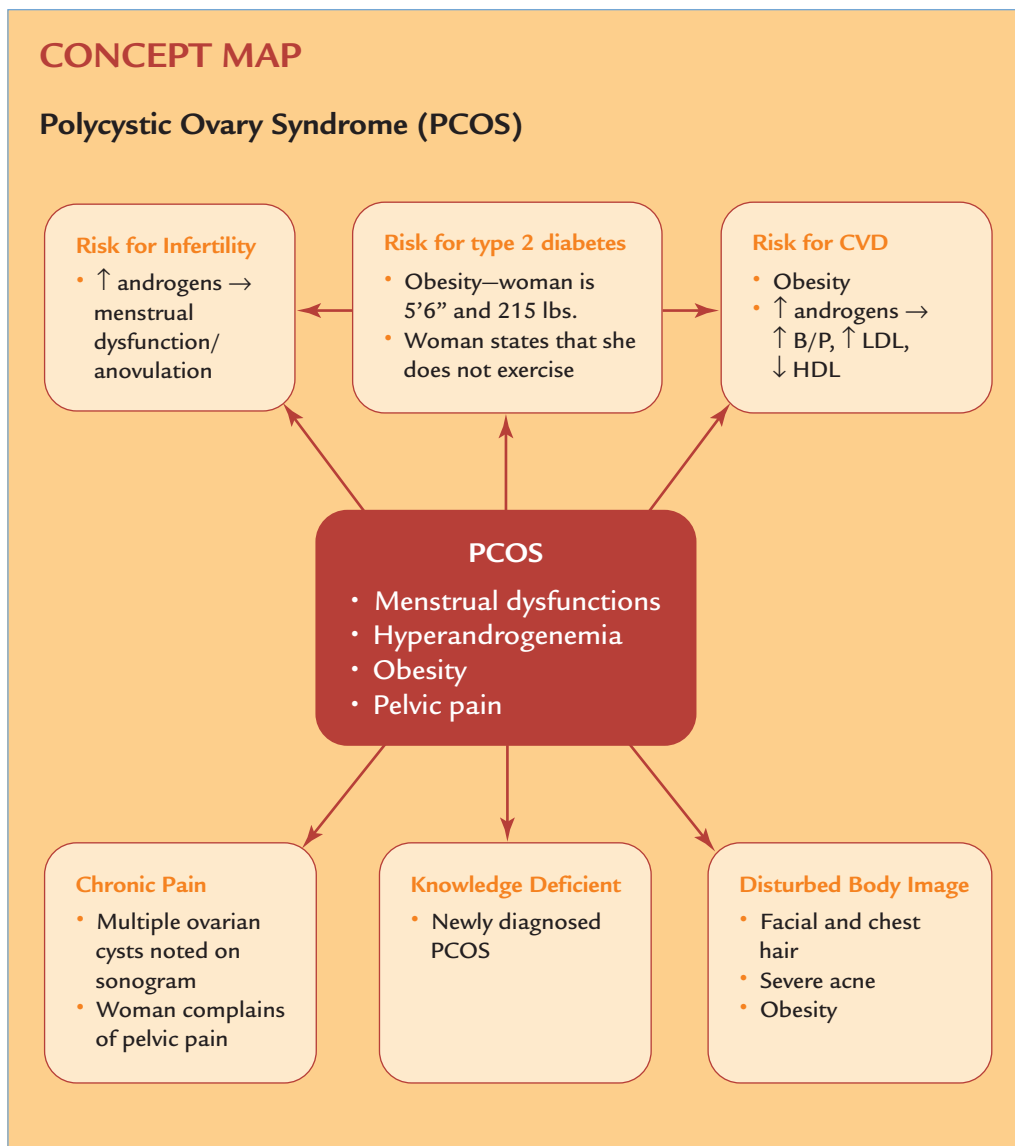 CONCEPT MAP
Polycystic Ovary Syndrome (PCOS)
Risk for Infertility
• ↑ androgens →
menstrual
dysfunction/
anovulation
Risk for type 2 diabetes
• Obesity—woman is
5’6” and 215 lbs.
• Woman states that she
does not exercise
Risk for CVD
• Obesity
• ↑ androgens →
↑ B/P, ↑ LDL,
↓ HDL
PCOS
• Menstrual dysfunctions
• Hyperandrogenemia
• Obesity
• Pelvic pain
Chronic Pain
• Multiple ovarian
cysts noted on
sonogram
• Woman complains
of pelvic pain
Knowledge Deficient
• Newly diagnosed
PCOS
Disturbed Body Image
• Facial and chest
hair
• Severe acne
• Obesity